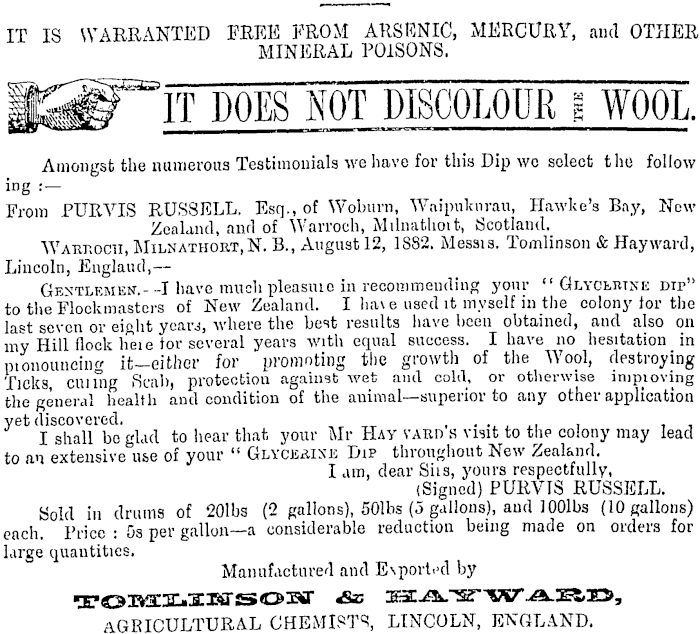 IT IS WARRANTED FREE FROM ARSENIC, MERCURY, and OTHER
MINERAL POISONS.
IT DOES NOT DISCOLOUR THE WOOL.
Amongst the numerous Testimonials we have for this Dip we select the follow
ing :—
From PURVIS RUSSELL. Esq., of Woburn, Waipukurau, Hawke's Bay, New
Zealand, and of Warroch, Milnathort, Scotland.
WARROCH, MILNATHORT, N. B., August 12, 1882. Messrs. Tomlinson & Hayward,
Lincoln, England,—
GENTLEMEN.--I have much pleasure in recommending your "GLYCERINE DIP"
to the Flockmasters of New Zealand. I have used it myself in the colony for the
last seven or eight years, where the best results have been obtained, and also on
my Hill flock here for several years with equal success. I have no hesitation in
pronouncing it—either for promoting the growth of the Wool, destroying
Ticks, curing Scab, protection against wet and cold, or otherwise improving
the general health and condition of the animal—superior to any other application
yet discovered.
I shall be glad to hear that your Mr HAYWARD'S visit to the colony may lead
to an extensive use of your "GLYCERINE DIP throughout New Zealand.
I am, dear Sirs, yours respectfully,
(Signed) PURVIS RUSSELL.
Sold in drums of 20lbs (2 gallons), 50lbs (5 gallons), and 100lbs (10 gallons)
each. Price : 5s per gallon—a considerable reduction being made on orders for
large quantities.
Manufactured and Exported by
TOMLINSON & HAYWARD,
AGRICULTURAL CHEMISTS, LINCOLN, ENGLAND.